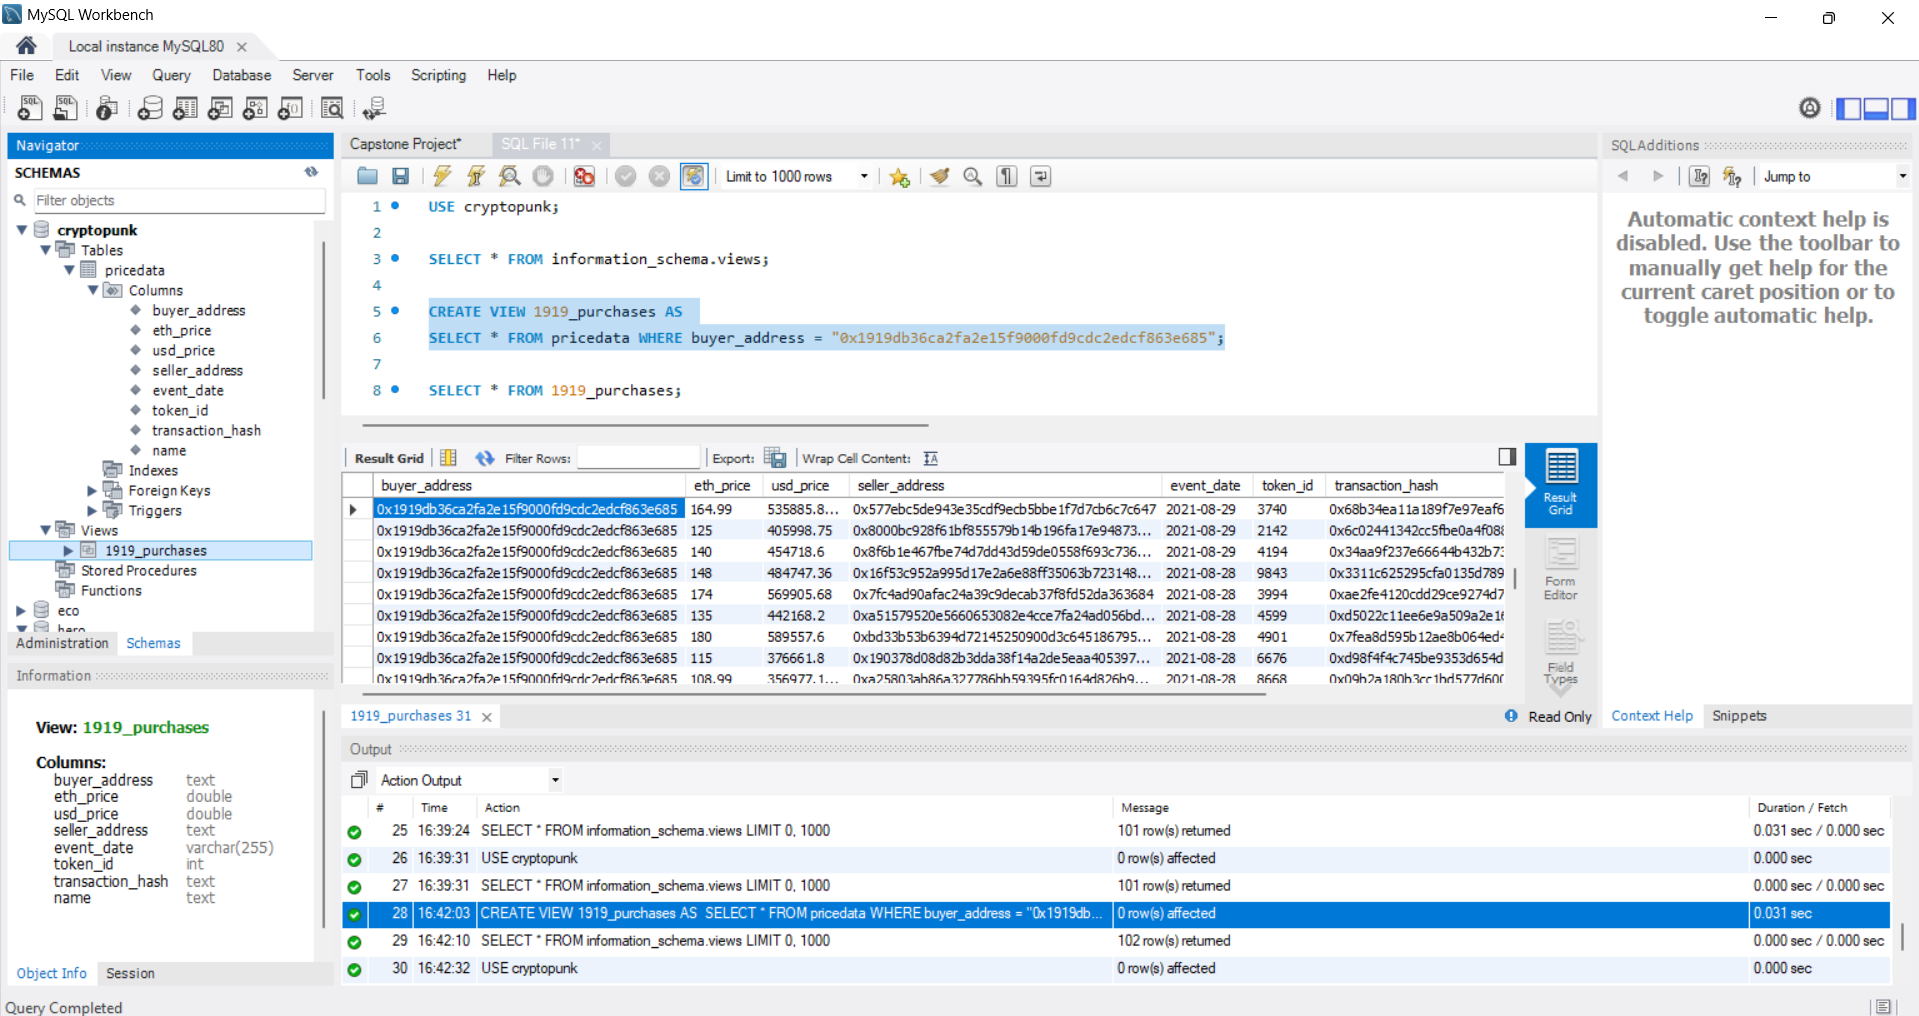 MySQL Workbench
Local instance MySQL80
File Edit View Query Database Server Tools Scripting Help
Navigator
SCHEMAS
Filter objects
cryptopunk
Tables
pricedata
Columns
buyer_address
eth_price
usd_price
seller_address
event_date
token_id
transaction_hash
name
Indexes
Foreign Keys
Triggers
Views
1919_purchases
Stored Procedures
Functions
eco
hero
Administration Schemas
Information
View: 1919_purchases
Columns:
buyer_address text
eth_price double
usd_price double
seller_address text
event_date varchar(255)
token_id int
transaction_hash text
name text
Object Info Session
Query Completed
Capstone Project* SQL File 11*
Limit to 1000 rows
1 USE cryptopunk;
2
3 SELECT * FROM information_schema.views;
4
5 CREATE VIEW 1919_purchases AS
6 SELECT * FROM pricedata WHERE buyer_address = "0x1919db36ca2fa2e15f9000fd9cdc2edcf863e685";
7
8 SELECT * FROM 1919_purchases;
Result Grid Filter Rows: Export: Wrap Cell Content:
buyer_address eth_price usd_price seller_address event_date token_id transaction_hash
0x1919db36ca2fa2e15f9000fd9cdc2edcf863e685 164.99 535885.8... 0x577ebc5de943e35cdf9ecb5bbe1f7d7cb6c7c647 2021-08-29 3740 0x68b34ea11a189f7e97eaf6
0x1919db36ca2fa2e15f9000fd9cdc2edcf863e685 125 405998.75 0x8000bc928f61bf855579b14b196fa17e94873... 2021-08-29 2142 0x6c02441342cc5fbe0a4f088
0x1919db36ca2fa2e15f9000fd9cdc2edcf863e685 140 454718.6 0x8f6b1e467fbe74d7dd43d59de0558f693c736... 2021-08-29 4194 0x34aa9f237e66644b432b73
0x1919db36ca2fa2e15f9000fd9cdc2edcf863e685 148 484747.36 0x16f53c952a995d17e2a6e88ff35063b723148... 2021-08-28 9843 0x3311c625295cfa0135d789
0x1919db36ca2fa2e15f9000fd9cdc2edcf863e685 174 569905.68 0x7fc4ad90afac24a39c9decab37f8fd52da363684 2021-08-28 3994 0xae2fe4120cdd29ce9274d7
0x1919db36ca2fa2e15f9000fd9cdc2edcf863e685 135 442168.2 0xa51579520e5660653082e4cce7fa24ad056bd... 2021-08-28 4599 0xd5022c11ee6e9a509a2e16
0x1919db36ca2fa2e15f9000fd9cdc2edcf863e685 180 589557.6 0xbd33b53b6394d72145250900d3c645186795... 2021-08-28 4901 0x7fea8d595b12ae8b064ed4
0x1919db36ca2fa2e15f9000fd9cdc2edcf863e685 115 376661.8 0x190378d08d82b3dda38f14a2de5eaa405397... 2021-08-28 6676 0xd98f4f4c745be9353d654d
0x1919db36ca2fa2e15f9000fd9cdc2edcf863e685 108.99 356977.1... 0xa25803ab86a327786bb59395fc0164d826b9... 2021-08-28 8668 0x09b2a180b3cc1bd577d600
Result Grid
Form Editor
Field Types
1919_purchases 31
Read Only
SQLAdditions
Jump to
Automatic context help is
disabled. Use the toolbar to
manually get help for the
current caret position or to
toggle automatic help.
Context Help Snippets
Output
Action Output
# Time Action Message Duration / Fetch
25 16:39:24 SELECT * FROM information_schema.views LIMIT 0, 1000 101 row(s) returned 0.031 sec / 0.000 sec
26 16:39:31 USE cryptopunk 0 row(s) affected 0.000 sec
27 16:39:31 SELECT * FROM information_schema.views LIMIT 0, 1000 101 row(s) returned 0.000 sec / 0.000 sec
28 16:42:03 CREATE VIEW 1919_purchases AS SELECT * FROM pricedata WHERE buyer_address = "0x1919db... 0 row(s) affected 0.031 sec
29 16:42:10 SELECT * FROM information_schema.views LIMIT 0, 1000 102 row(s) returned 0.000 sec / 0.000 sec
30 16:42:32 USE cryptopunk 0 row(s) affected 0.000 sec